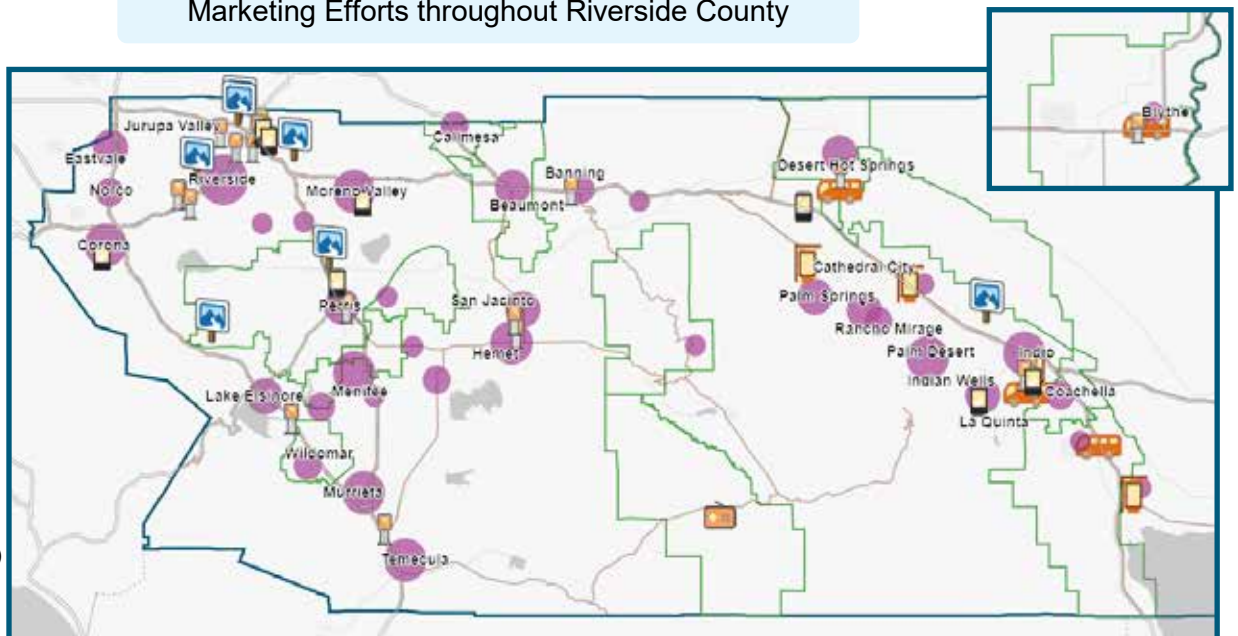 Marketing Efforts throughout Riverside County
Blythe
Jurupa Valley
Calimesa
Eastvale
Desert Hot Springs
Banning
Riverside
Norco
Moreno Valley
Beaumont
Corona
Cathedral City
Palm Springs
San Jacinto
Perris
Rancho Mirage
Hemet
Palm Desert
Indio
Indian Wells
Menifee
Lake Elsinore
Coachella
La Quinta
Wildomar
Murrieta
Temecula